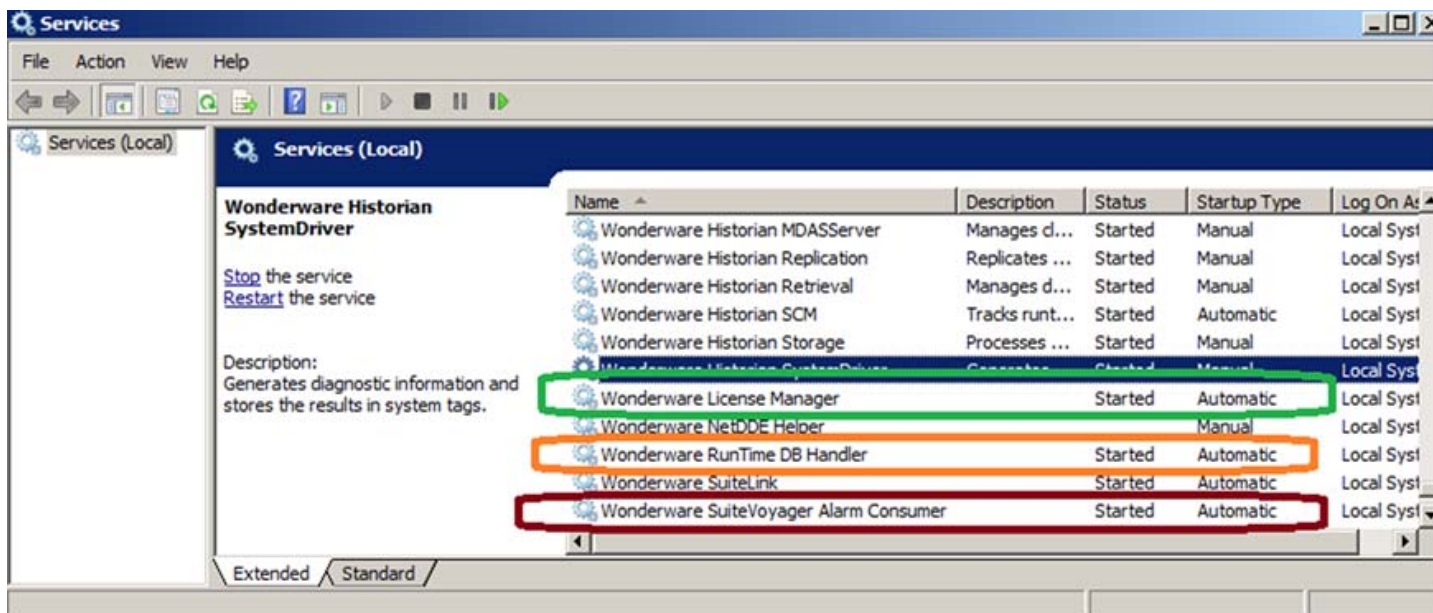 Services
File Action View Help
Services (Local)
Services (Local)
Wonderware Historian
SystemDriver
Stop the service
Restart the service
Description:
Generates diagnostic information and
stores the results in system tags.
Name Description Status Startup Type Log On As
Wonderware Historian MDASServer Manages d... Started Manual Local Syst
Wonderware Historian Replication Replicates ... Started Manual Local Syst
Wonderware Historian Retrieval Manages d... Started Manual Local Syst
Wonderware Historian SCM Tracks runt... Started Automatic Local Syst
Wonderware Historian Storage Processes ... Started Manual Local Syst
Wonderware Historian SystemDriver Generates Started Manual Local Syst
Wonderware License Manager Started Automatic Local Syst
Wonderware NetDDE Helper Manual Local Syst
Wonderware RunTime DB Handler Started Automatic Local Syst
Wonderware SuiteLink Started Automatic Local Syst
Wonderware SuiteVoyager Alarm Consumer Started Automatic Local Syst
Extended Standard